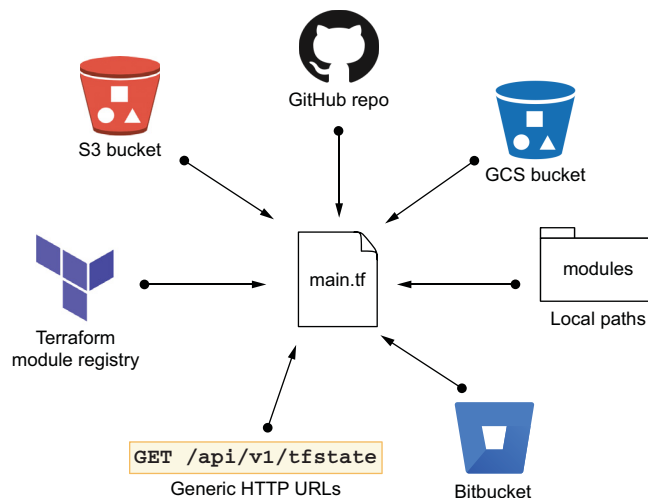 GitHub repo
S3 bucket
GCS bucket
main.tf
modules
Local paths
Terraform
module registry
GET /api/v1/tfstate
Generic HTTP URLs
Bitbucket